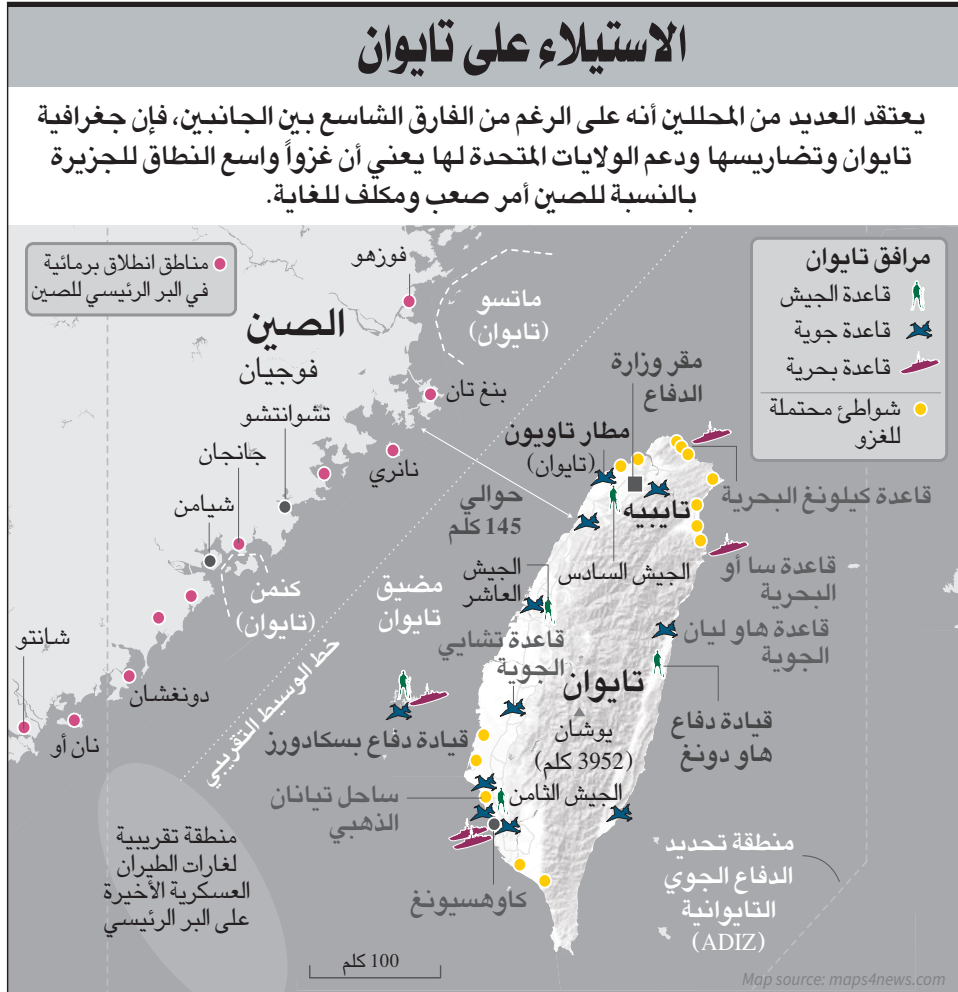 الاستيلاء على تايوان
يعتقد العديد من المحللين أنه على الرغم من الفارق الشاسع بين الجانبين، فإن جغرافية
تايوان وتضاريسها ودعم الولايات المتحدة لها يعني أن غزواً واسع النطاق للجزيرة
بالنسبة للصين أمر صعب ومكلف للغاية.
مرافق تايوان
قاعدة الجيش
قاعدة جوية
قاعدة بحرية
شواطئ محتملة
للغزو
مناطق انطلاق برمائية
في البر الرئيسي للصين
فوزهو
ماتسو
(تايوان)
الصين
فوجيان
بنغ تان
تشوانتشو
جانجان
نانري
شيامن
كنمن
(تايوان)
شانتو
دونغشان
نان أو
مقر وزارة
الدفاع
مطار تاويون
(تايوان)
حوالي
145 كلم
تايبيه
قاعدة كيلونغ البحرية
الجيش السادس
قاعدة سا أو
البحرية
الجيش
العاشر
مضيق
تايوان
خط الوسيط التقريبي
قاعدة تشايي
الجوية
قاعدة هاو ليان
الجوية
تايوان
يوشان
(3952 كلم)
قيادة دفاع
هاو دونغ
قيادة دفاع بسكادورز
الجيش الثامن
ساحل تيانان
الذهبي
كاوهسيونغ
منطقة تقريبية
لغارات الطيران
العسكرية الأخيرة
على البر الرئيسي
منطقة تحديد
الدفاع الجوي
التايوانية
(ADIZ)
100 كلم
Map source: maps4news.com